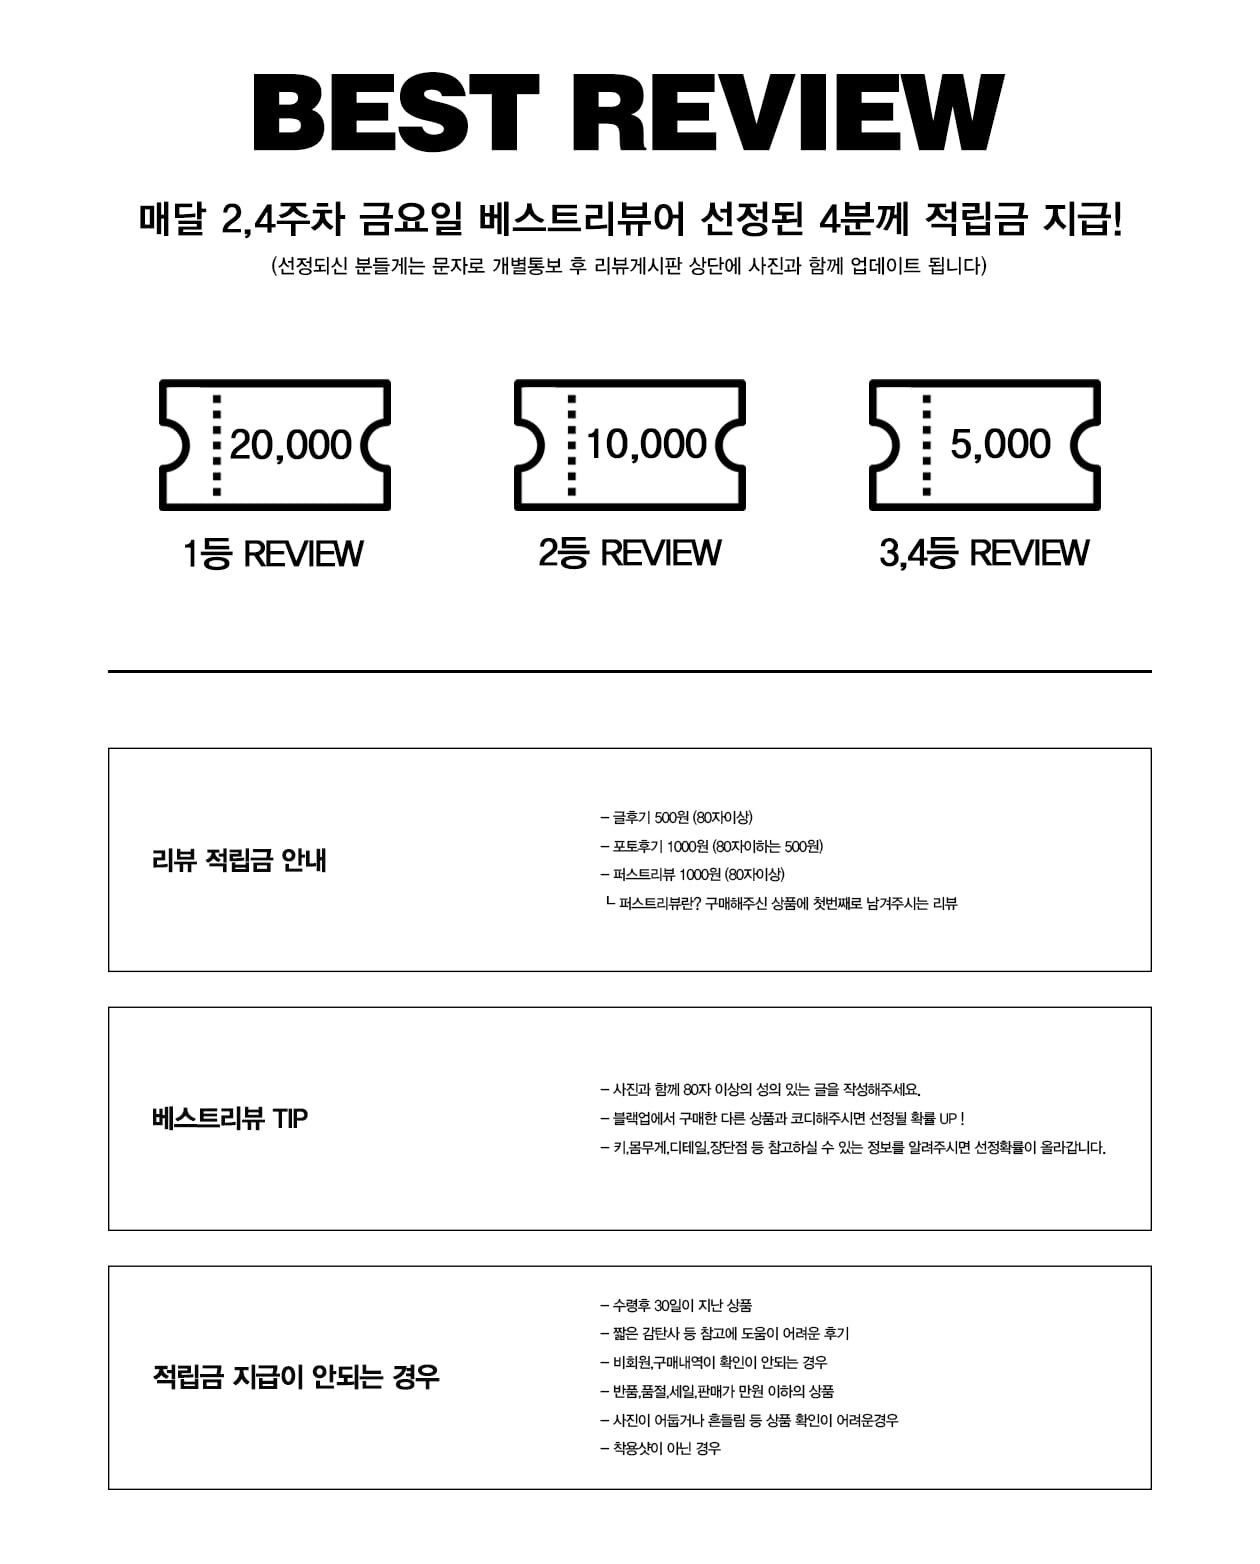 BEST REVIEW
매달 2,4주차 금요일 베스트리뷰어 선정된 4분께 적립금 지급!
(선정되신 분들게는 문자로 개별통보 후 리뷰게시판 상단에 사진과 함께 업데이트 됩니다)
20,000
10,000
5,000
1등 REVIEW
2등 REVIEW
3,4등 REVIEW
리뷰 적립금 안내
- 글후기 500원 (80자이상)
- 포토후기 1000원 (80자이하는 500원)
- 퍼스트리뷰 1000원 (80자이상)
└ 퍼스트리뷰란? 구매해주신 상품에 첫번째로 남겨주시는 리뷰
베스트리뷰 TIP
- 사진과 함께 80자 이상의 성의 있는 글을 작성해주세요.
- 블랙업에서 구매한 다른 상품과 코디해주시면 선정될 확률 UP !
- 키,몸무게,디테일,장단점 등 참고하실 수 있는 정보를 알려주시면 선정확률이 올라갑니다.
적립금 지급이 안되는 경우
- 수령후 30일이 지난 상품
- 짧은 감탄사 등 참고에 도움이 어려운 후기
- 비회원,구매내역이 확인이 안되는 경우
- 반품,품절,세일,판매가 만원 이하의 상품
- 사진이 어둡거나 흔들림 등 상품 확인이 어려운경우
- 착용샷이 아닌 경우